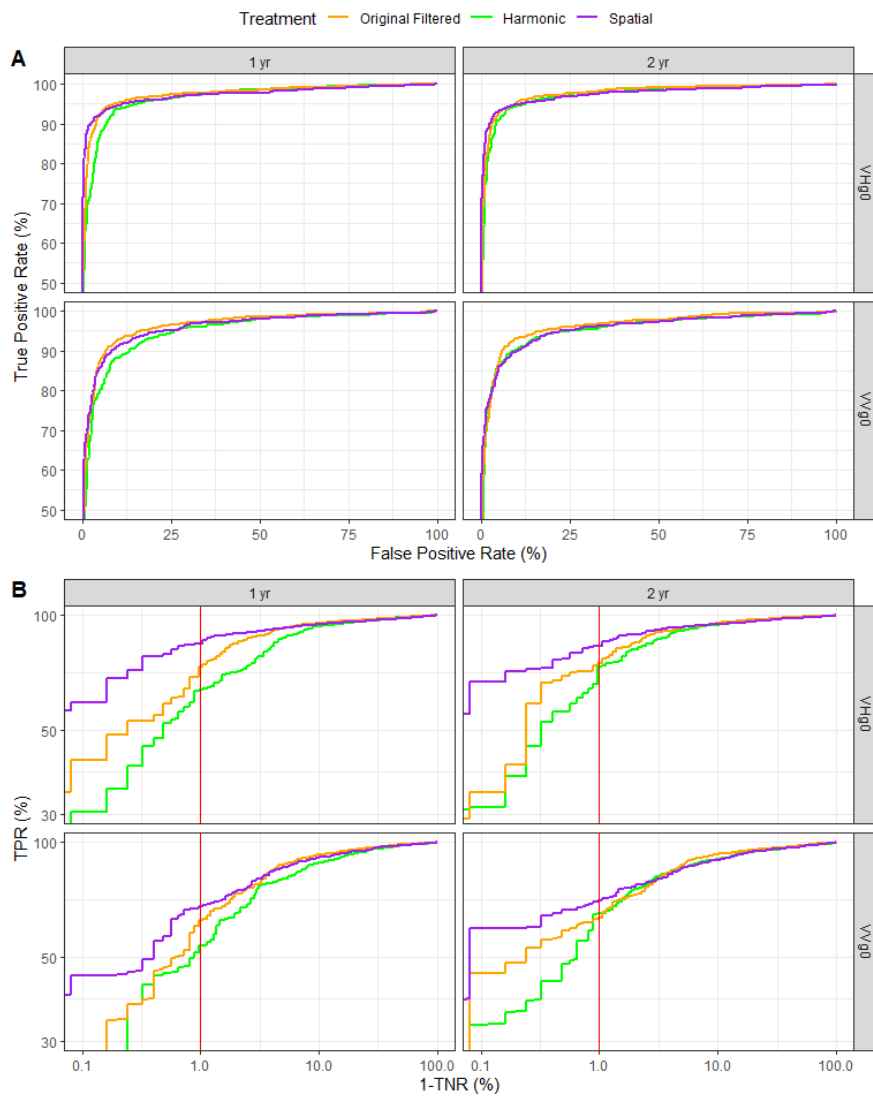 Treatment Original Filtered Harmonic Spatial
A
1 yr 2 yr
100
90
80
70
60
50
VHg0
100
90
80
70
60
50
VVg0
True Positive Rate (%)
0 25 50 75 100 0 25 50 75 100
False Positive Rate (%)
B
1 yr 2 yr
100
50
30
VHg0
100
50
30
VVg0
TPR (%)
0.1 1.0 10.0 100.0 0.1 1.0 10.0 100.0
1-TNR (%)